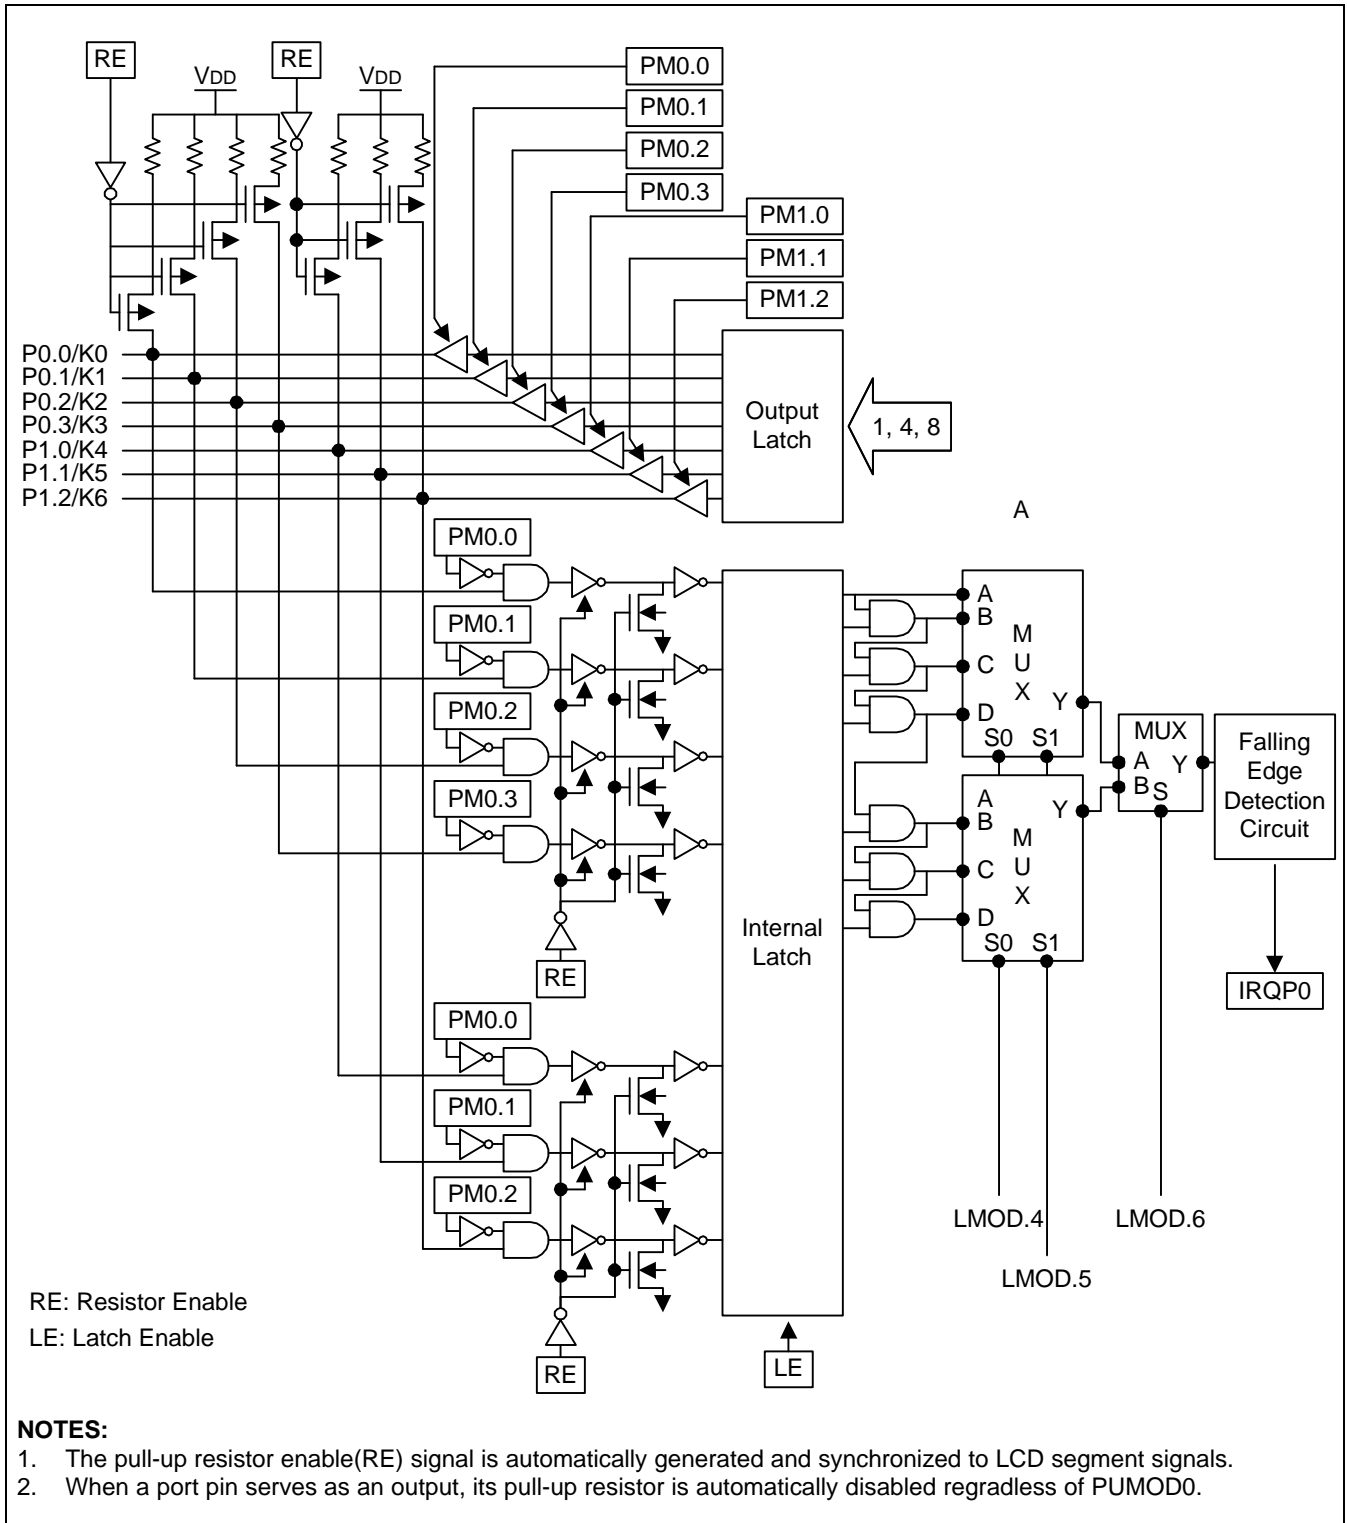 RE
RE
VDD
VDD
PM0.0
PM0.1
PM0.2
PM0.3
PM1.0
PM1.1
PM1.2
P0.0/K0
P0.1/K1
P0.2/K2
P0.3/K3
P1.0/K4
P1.1/K5
P1.2/K6
Output
Latch
1, 4, 8
A
PM0.0
PM0.1
PM0.2
PM0.3
RE
PM0.0
PM0.1
PM0.2
RE
Internal
Latch
LE
A
B
C
D
M
U
X
Y
S0 S1
A
B
C
D
M
U
X
Y
S0 S1
MUX
A
B
Y
S
Falling
Edge
Detection
Circuit
IRQP0
LMOD.4
LMOD.5
LMOD.6
RE: Resistor Enable
LE: Latch Enable
NOTES:
1. The pull-up resistor enable(RE) signal is automatically generated and synchronized to LCD segment signals.
2. When a port pin serves as an output, its pull-up resistor is automatically disabled regradless of PUMOD0.